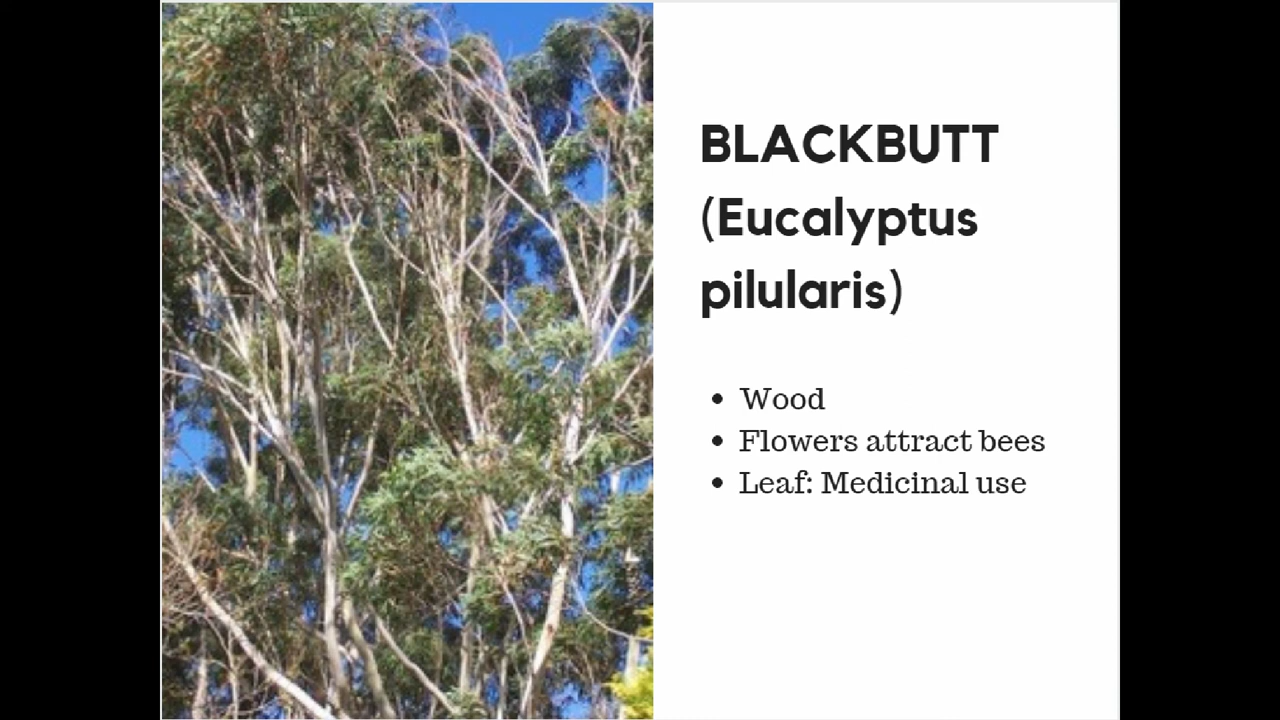 BLACKBUTT
(Eucalyptus
pilularis)
• Wood
• Flowers attract bees
• Leaf: Medicinal use